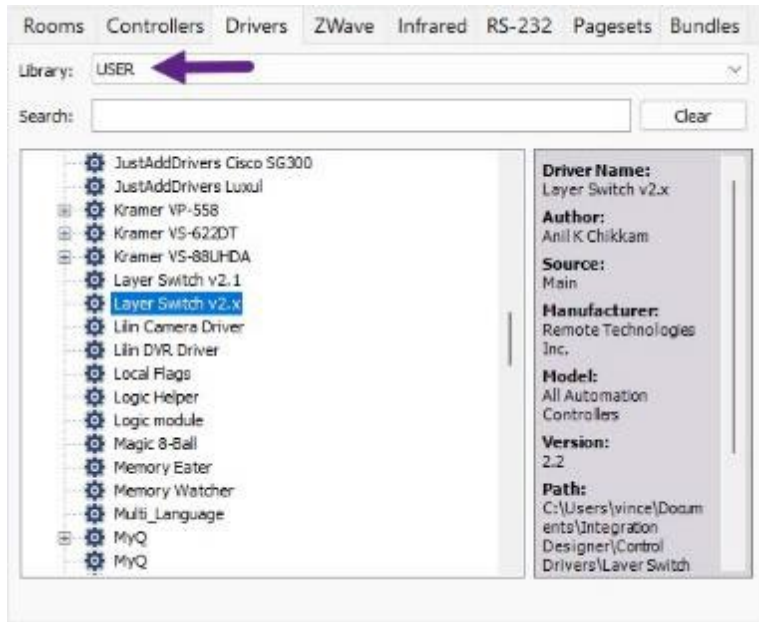 Rooms Controllers Drivers ZWave Infrared RS-232 Pagesets Bundles
Library: USER
Search: Clear
JustAddDrivers Cisco SG300
JustAddDrivers Luxul
Kramer VP-558
Kramer VS-622DT
Kramer VS-88UHDA
Layer Switch v2.1
Layer Switch v2.x
Lilin Camera Driver
Lilin DVR Driver
Local Flags
Logic Helper
Logic module
Magic 8-Ball
Memory Eater
Memory Watcher
Multi_Language
MyQ
MyQ
Driver Name:
Layer Switch v2.x
Author:
Anil K Chikkam
Source:
Main
Manufacturer:
Remote Technologies
Inc.
Model:
All Automation
Controllers
Version:
2.2
Path:
C:\Users\vince\Docum
ents\Integration
Designer\Control
Drivers\Layer Switch